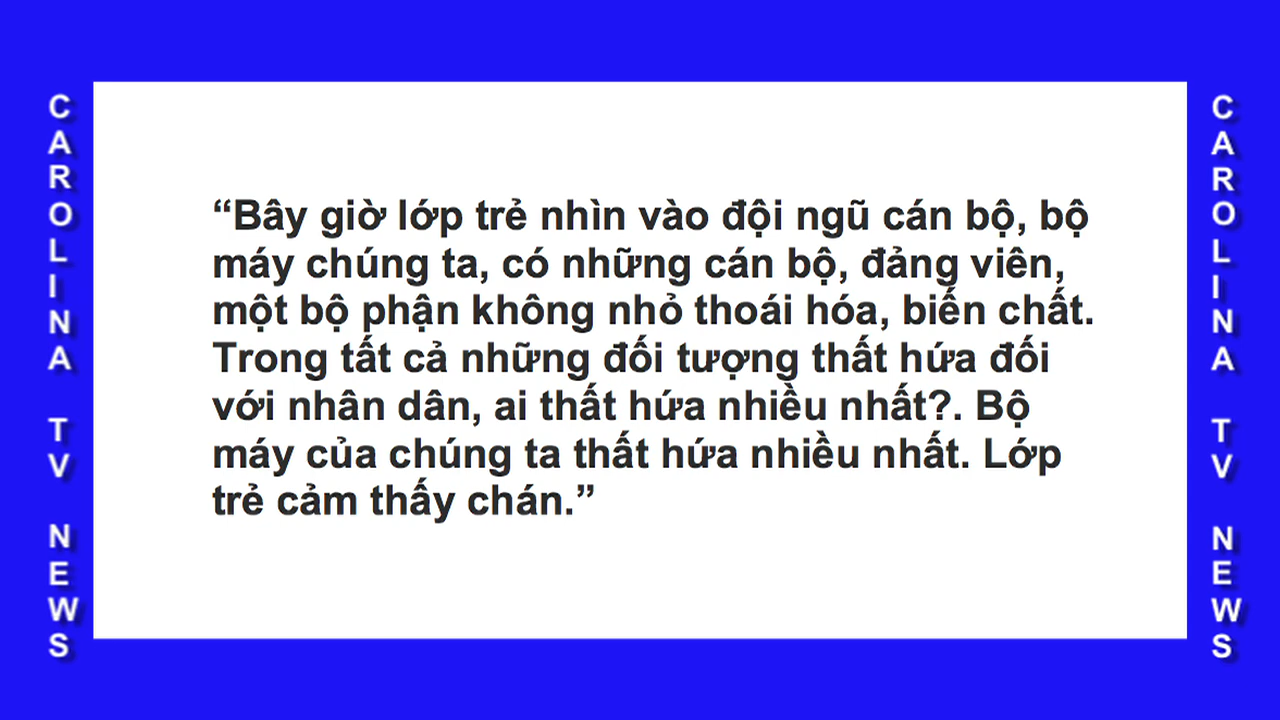 CAROLINA TV NEWS
“Bây giờ lớp trẻ nhìn vào đội ngũ cán bộ, bộ
máy chúng ta, có những cán bộ, đảng viên,
một bộ phận không nhỏ thoái hóa, biến chất.
Trong tất cả những đối tượng thất hứa đối
với nhân dân, ai thất hứa nhiều nhất?. Bộ
máy của chúng ta thất hứa nhiều nhất. Lớp
trẻ cảm thấy chán.”
CAROLINA TV NEWS